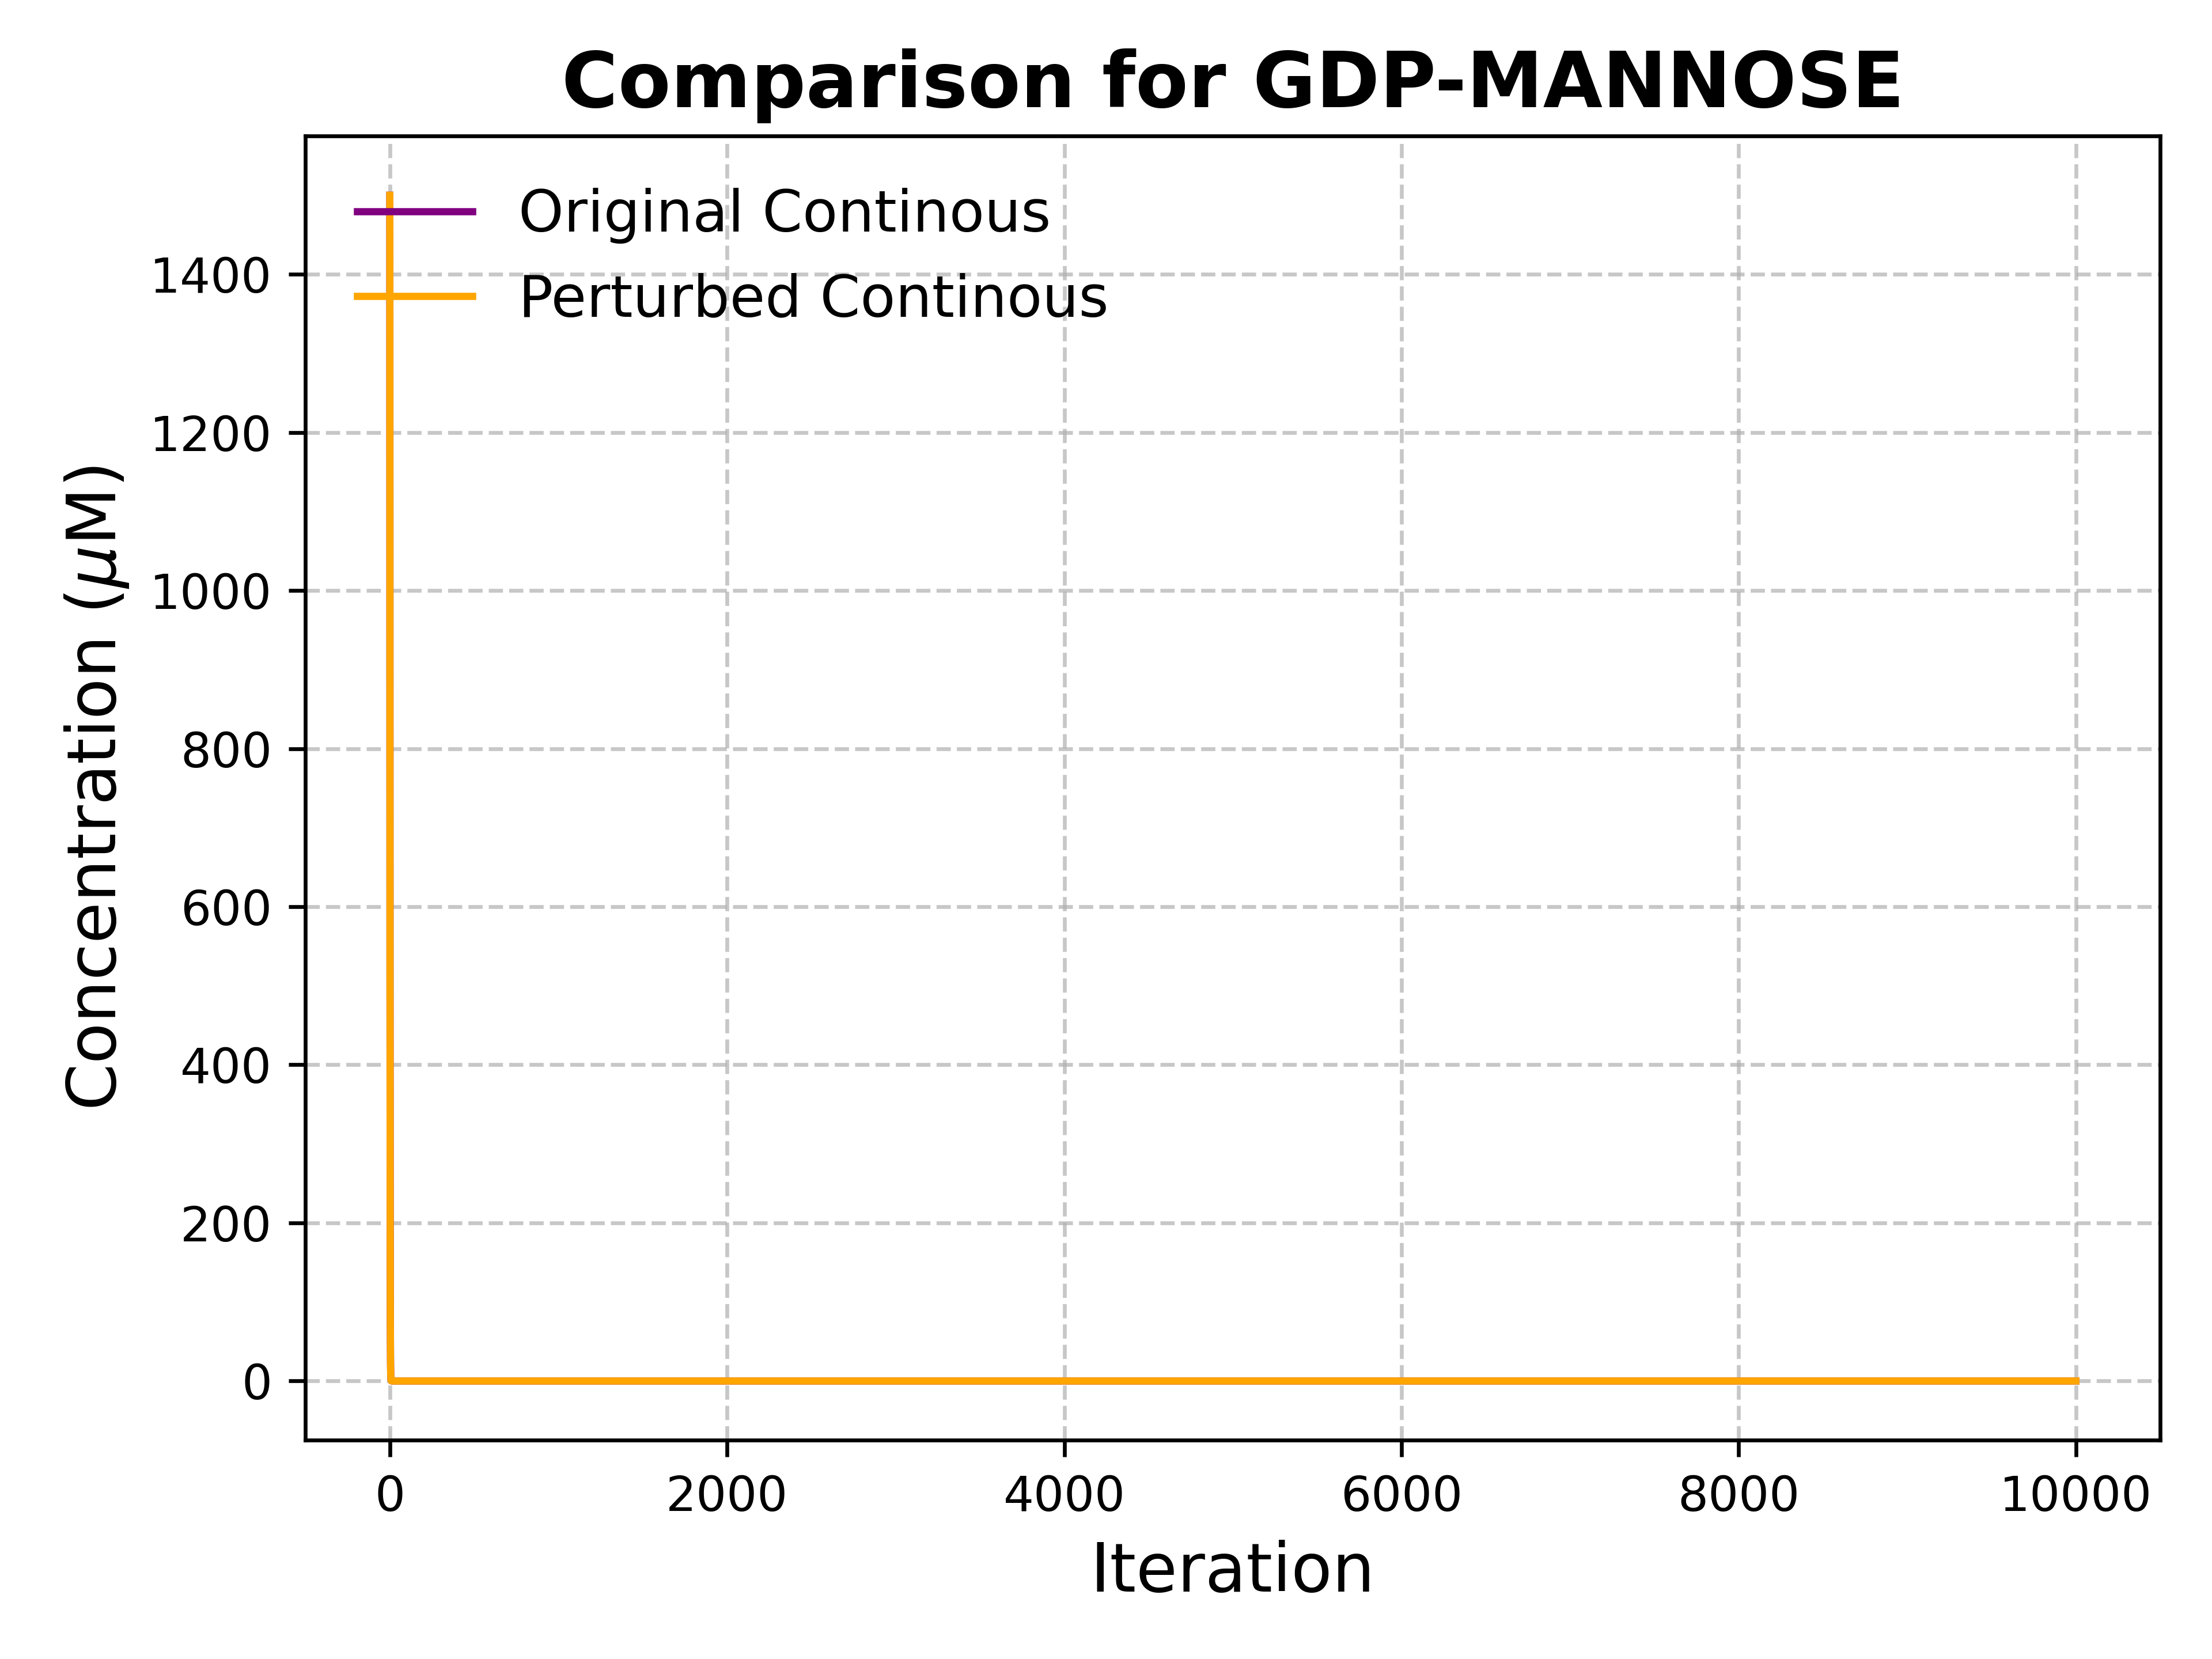 Comparison for GDP-MANNOSE
Original Continous
Perturbed Continous
1400
1200
1000
800
600
400
200
0
Concentration (μM)
0 2000 4000 6000 8000 10000
Iteration